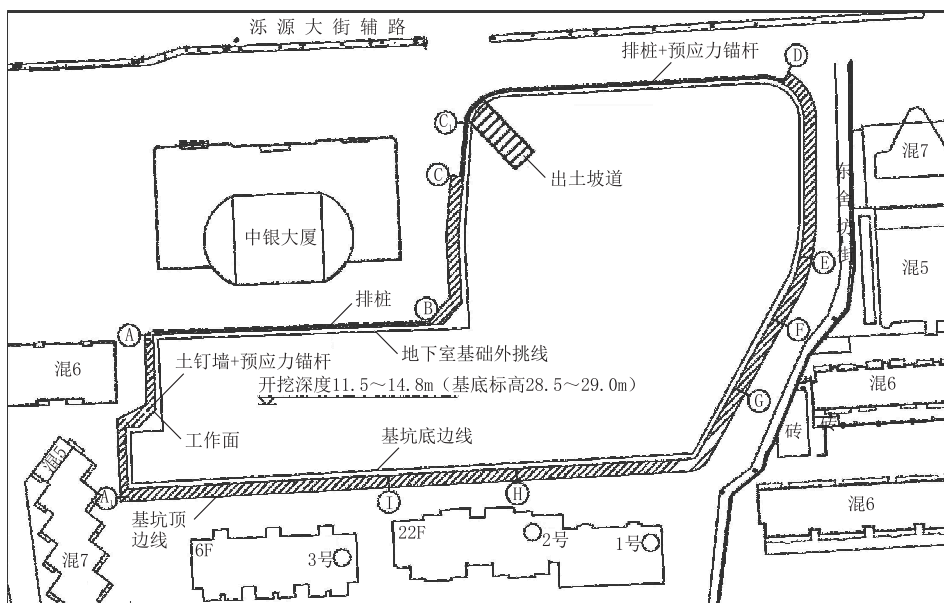 泺源大街辅路
排桩+预应力锚杆
D
C
混7
出土坡道
C
东舍坊街
中银大厦
E
混5
排桩
B
A
F
地下室基础外挑线
土钉墙+预应力锚杆
混6
开挖深度11.5～14.8m（基底标高28.5～29.0m）
混6
G
工作面
基坑底边线
砖
砖
混5
A
I
H
基坑顶
边线
混6
22F
6F
2号
1号
3号
混7